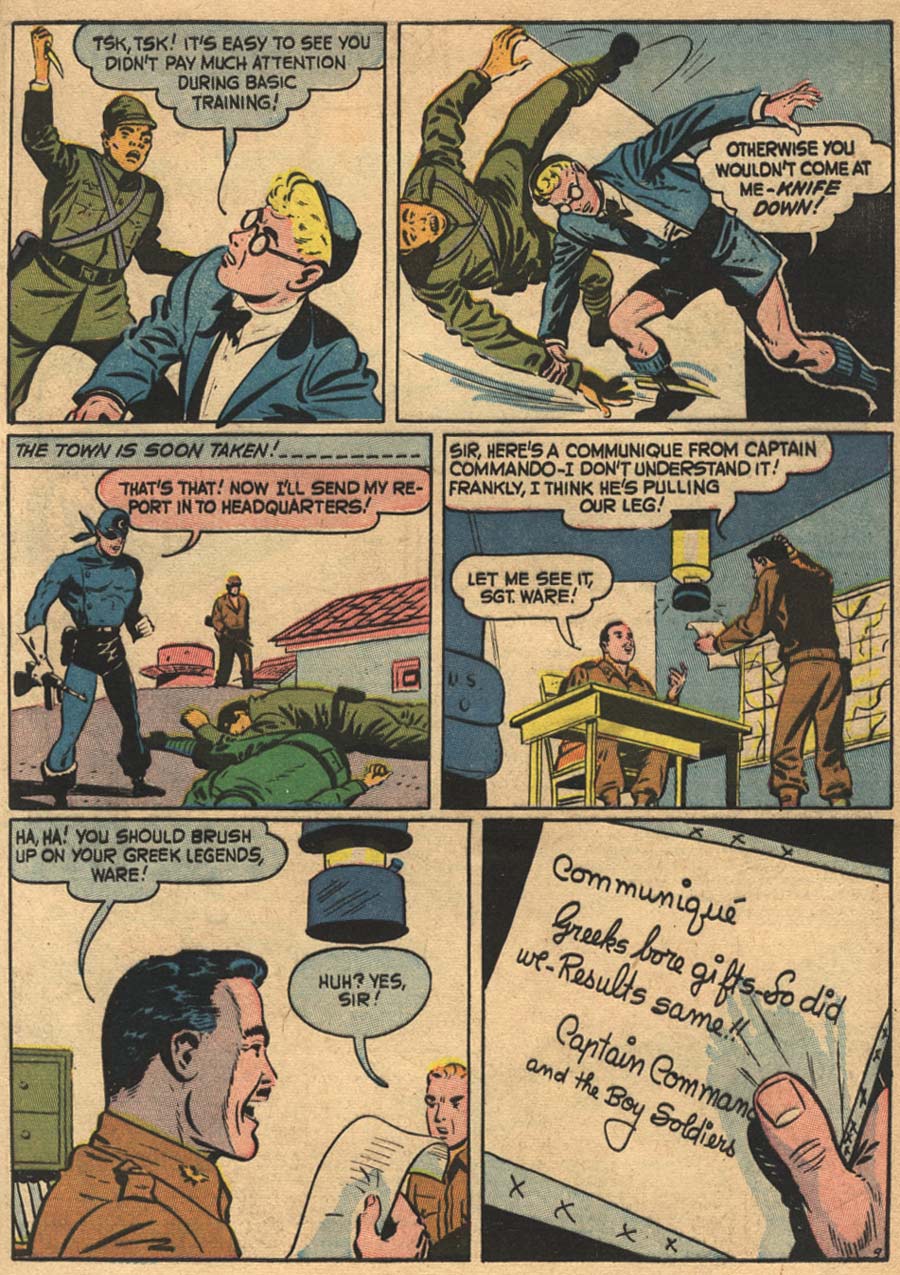 TSK, TSK! IT'S EASY TO SEE YOU
DIDN'T PAY MUCH ATTENTION
DURING BASIC
TRAINING!
OTHERWISE YOU
WOULDN'T COME AT
ME-KNIFE
DOWN!
THE TOWN IS SOON TAKEN!
THAT'S THAT! NOW I'LL SEND MY RE-
PORT IN TO HEADQUARTERS!
SIR, HERE'S A COMMUNIQUE FROM CAPTAIN
COMMANDO-I DON'T UNDERSTAND IT!
FRANKLY, I THINK HE'S PULLING
OUR LEG!
LET ME SEE IT,
SGT. WARE!
U.S.
HA, HA! YOU SHOULD BRUSH
UP ON YOUR GREEK LEGENDS,
WARE!
HUH? YES,
SIR!
Communiqué
Greeks bore gifts-So did
we-Results same!!
Captain Comman
and the Boy Soldiers
9